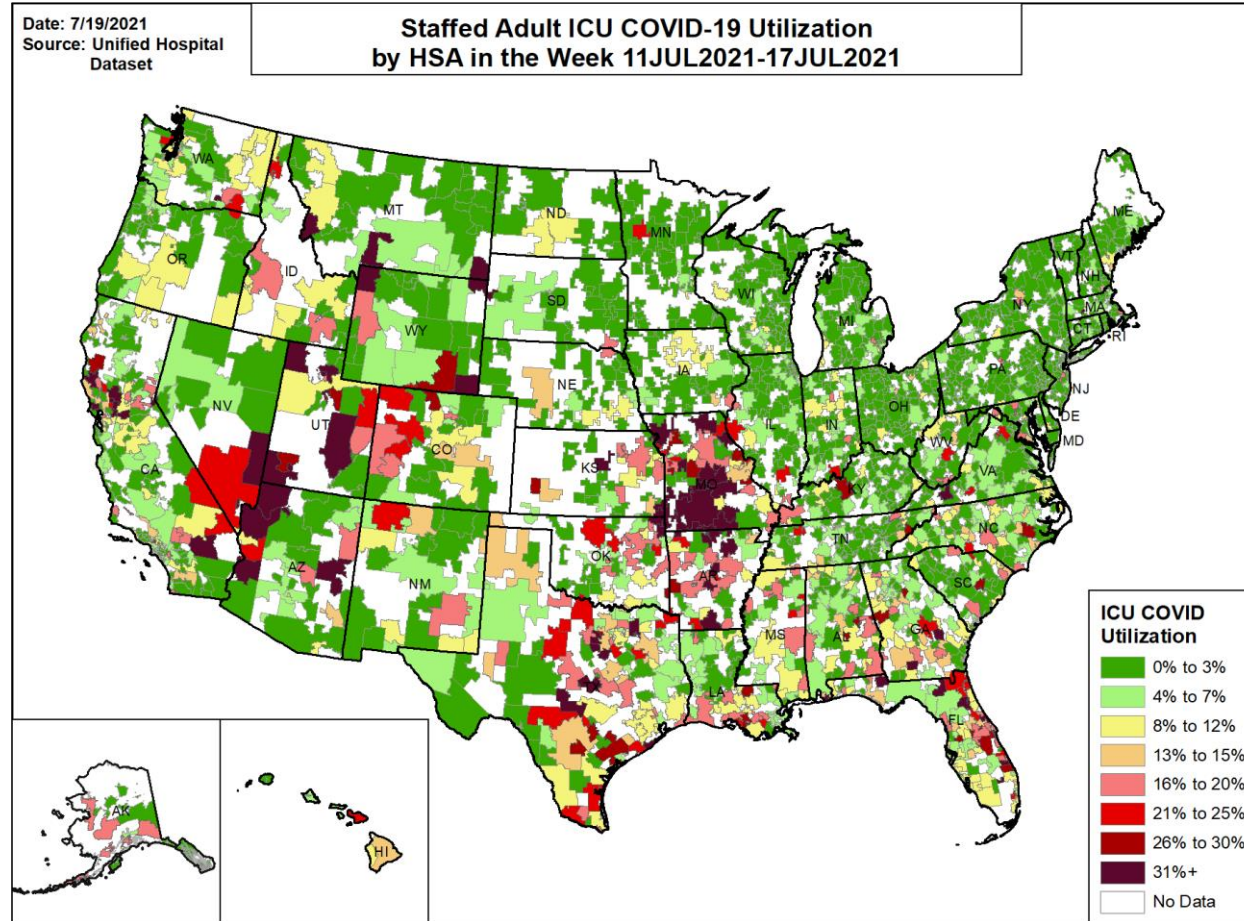 Date: 7/19/2021
Source: Unified Hospital
Dataset
Staffed Adult ICU COVID-19 Utilization
by HSA in the Week 11JUL2021-17JUL2021
WA
MT
ND
MN
ME
OR
ID
SD
WI
VT
NH
NY
MA
WY
MI
CT
RI
IA
PA
NE
NJ
NV
OH
IL
IN
DE
UT
CO
WV
MD
CA
KS
MO
KY
VA
NC
TN
OK
AZ
NM
AR
SC
MS
AL
GA
LA
FL
AK
HI
ICU COVID
Utilization
0% to 3%
4% to 7%
8% to 12%
13% to 15%
16% to 20%
21% to 25%
26% to 30%
31%+
No Data